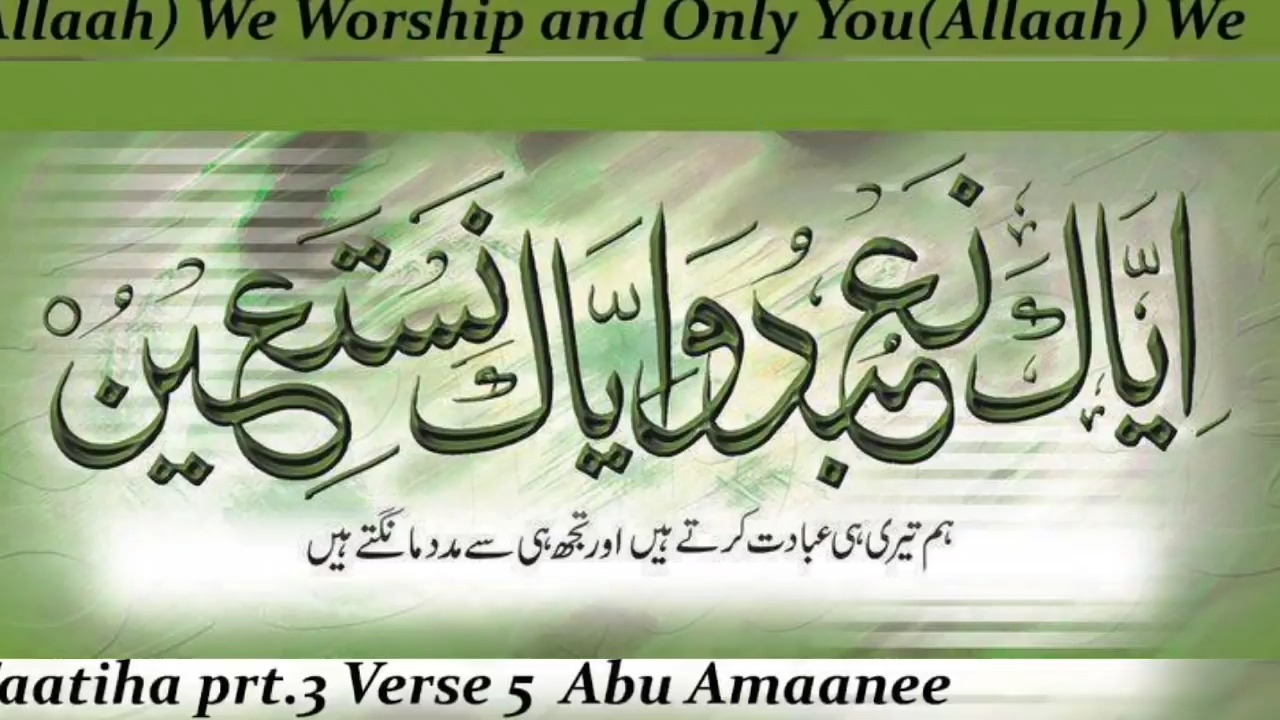 Allaah) We Worship and Only You(Allaah) We
اِيَّاكَ نَعْبُدُ وَاِيَّاكَ نَسْتَعِيْنُ
ہم تیری ہی عبادت کرتے ہیں اور تجھ ہی سے مدد مانگتے ہیں
aatiha prt.3 Verse 5 Abu Amaanee